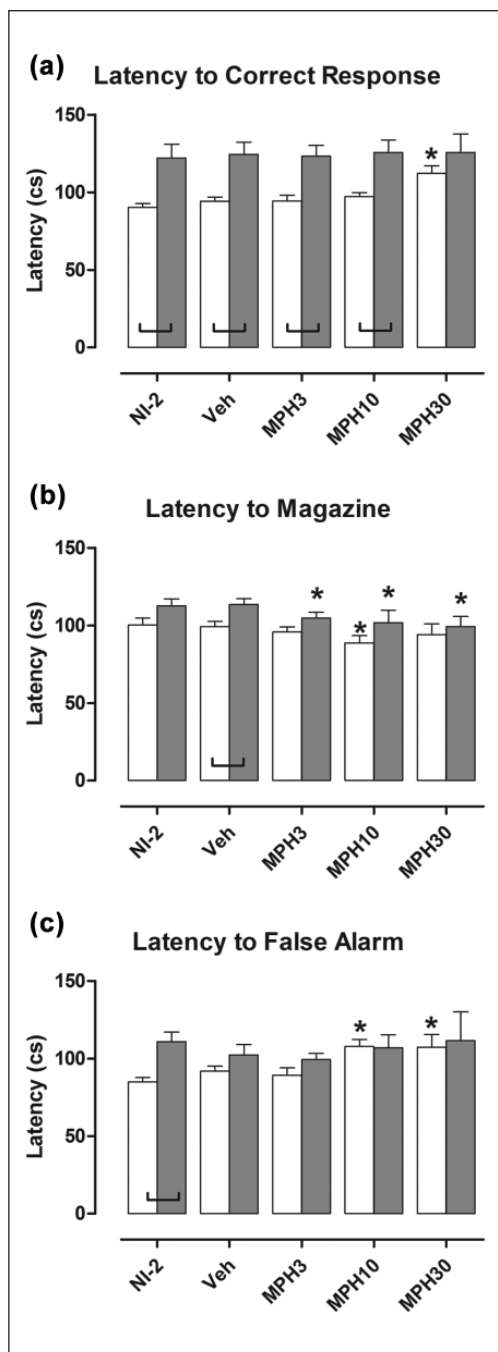 (a)
Latency to Correct Response
150
100
50
0
Latency (cs)
*
NI-2
Veh
MPH3
MPH10
MPH30
(b)
Latency to Magazine
150
100
50
0
Latency (cs)
*
*
*
*
NI-2
Veh
MPH3
MPH10
MPH30
(c)
Latency to False Alarm
150
100
50
0
Latency (cs)
*
*
NI-2
Veh
MPH3
MPH10
MPH30